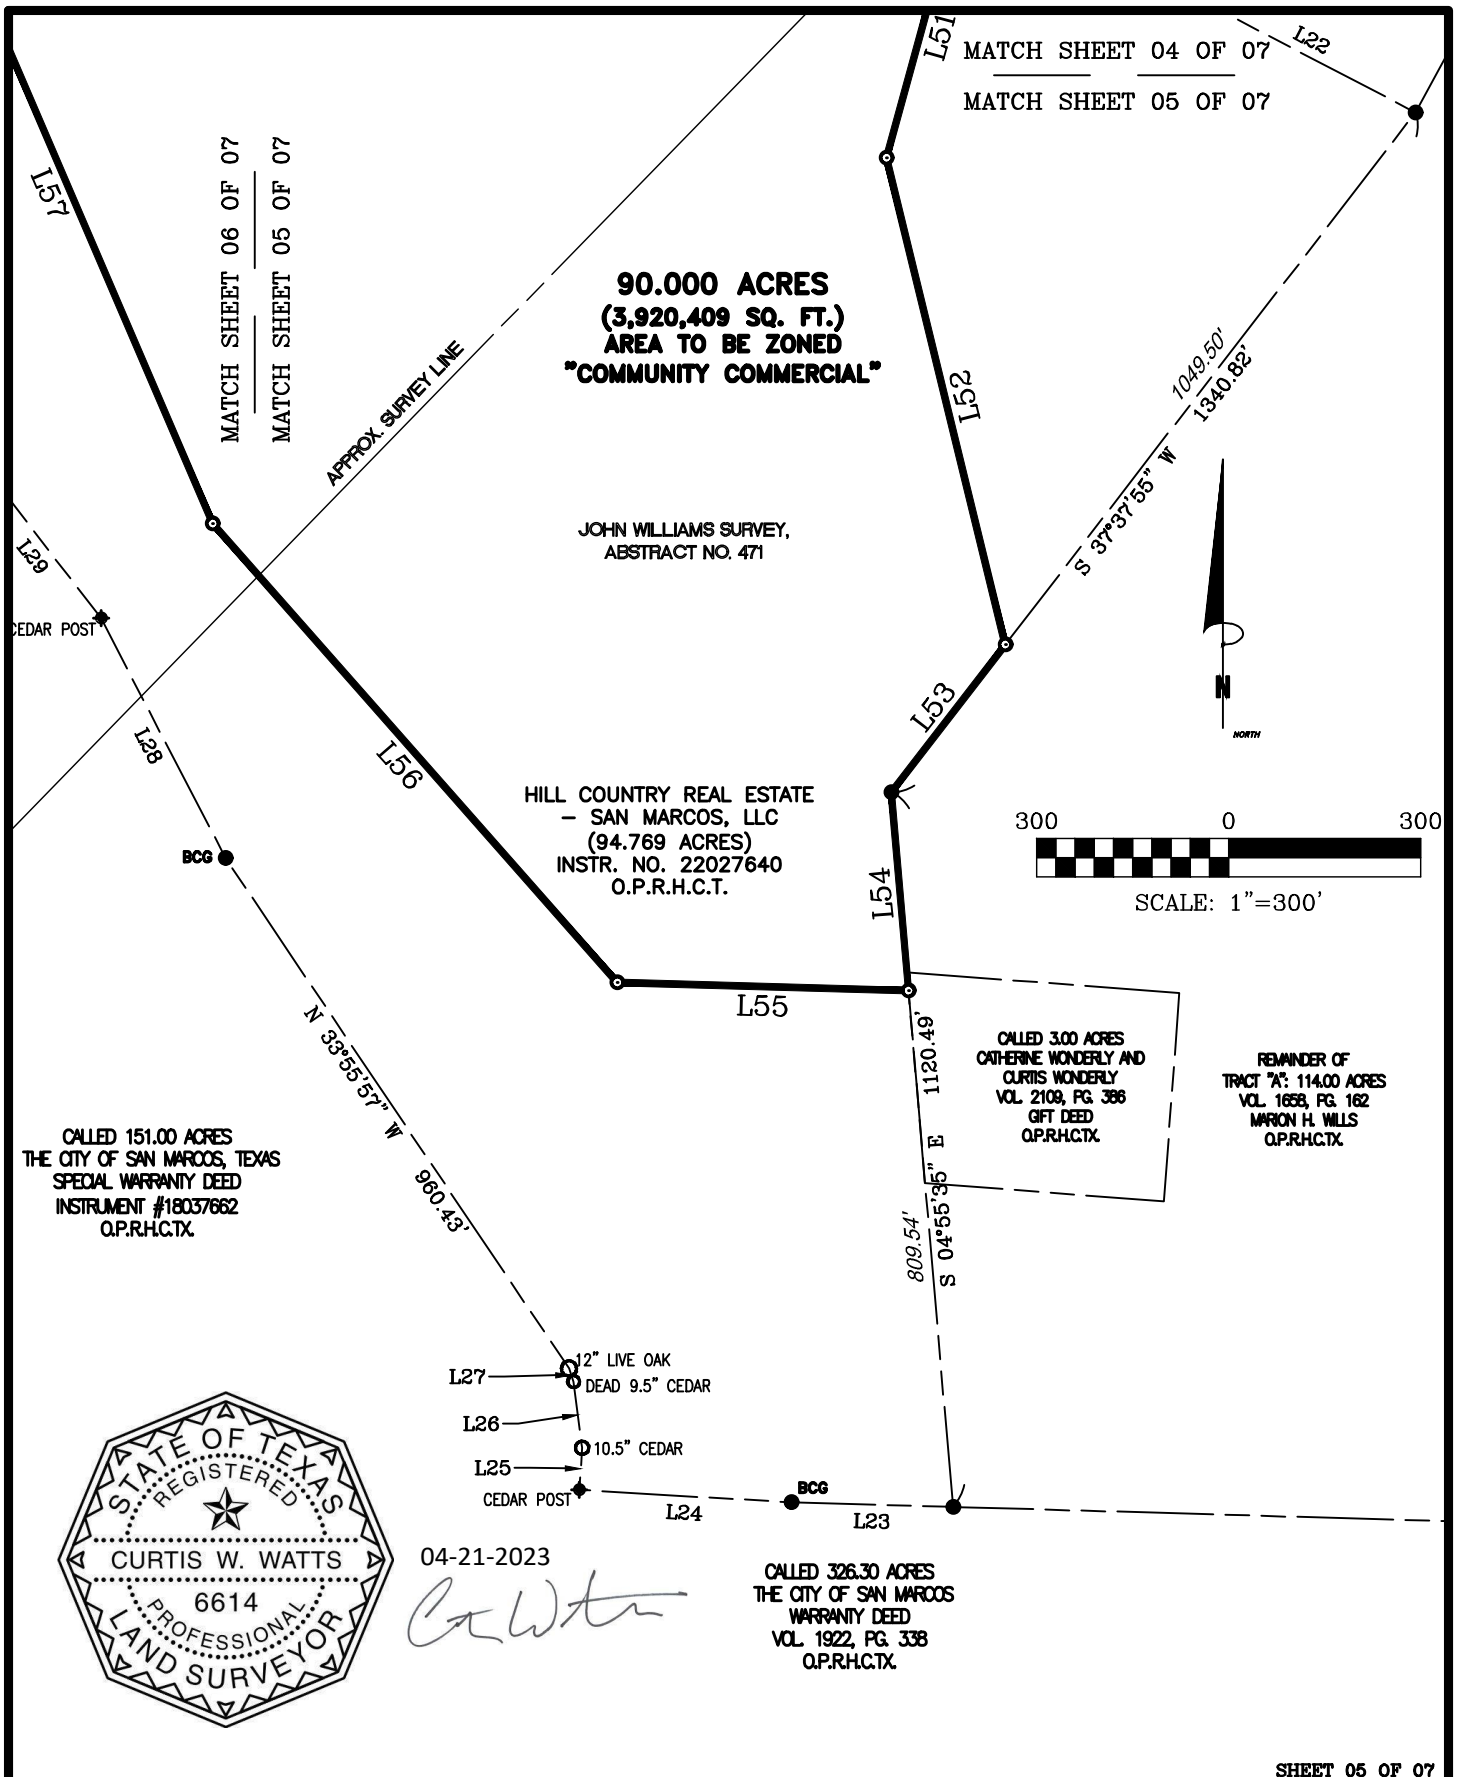 L51
MATCH SHEET 04 OF 07
MATCH SHEET 05 OF 07
L22
L57
MATCH SHEET 06 OF 07
MATCH SHEET 05 OF 07
90.000 ACRES
(3,920,409 SQ. FT.)
AREA TO BE ZONED
"COMMUNITY COMMERCIAL"
APPROX. SURVEY LINE
L52
1049.50'
1340.82'
S 37°37'55" W
JOHN WILLIAMS SURVEY,
ABSTRACT NO. 471
L29
CEDAR POST
L28
L53
N
NORTH
L56
HILL COUNTRY REAL ESTATE
– SAN MARCOS, LLC
(94.769 ACRES)
INSTR. NO. 22027640
O.P.R.H.C.T.
300 0 300
SCALE: 1"=300'
BCG
L54
L55
N 33°55'57" W
960.43'
1120.49'
S 04°55'35" E
809.54'
CALLED 3.00 ACRES
CATHERINE WONDERLY AND
CURTIS WONDERLY
VOL. 2109, PG. 386
GIFT DEED
O.P.R.H.C.TX.
REMAINDER OF
TRACT "A": 114.00 ACRES
VOL. 1658, PG. 162
MARION H. WILLS
O.P.R.H.C.TX.
CALLED 151.00 ACRES
THE CITY OF SAN MARCOS, TEXAS
SPECIAL WARRANTY DEED
INSTRUMENT #18037662
O.P.R.H.C.TX.
12" LIVE OAK
L27
DEAD 9.5" CEDAR
L26
10.5" CEDAR
L25
CEDAR POST
L24
BCG
L23
STATE OF TEXAS
REGISTERED
CURTIS W. WATTS
6614
PROFESSIONAL
LAND SURVEYOR
04-21-2023
CALLED 326.30 ACRES
THE CITY OF SAN MARCOS
WARRANTY DEED
VOL. 1922, PG. 338
O.P.R.H.C.TX.
SHEET 05 OF 07